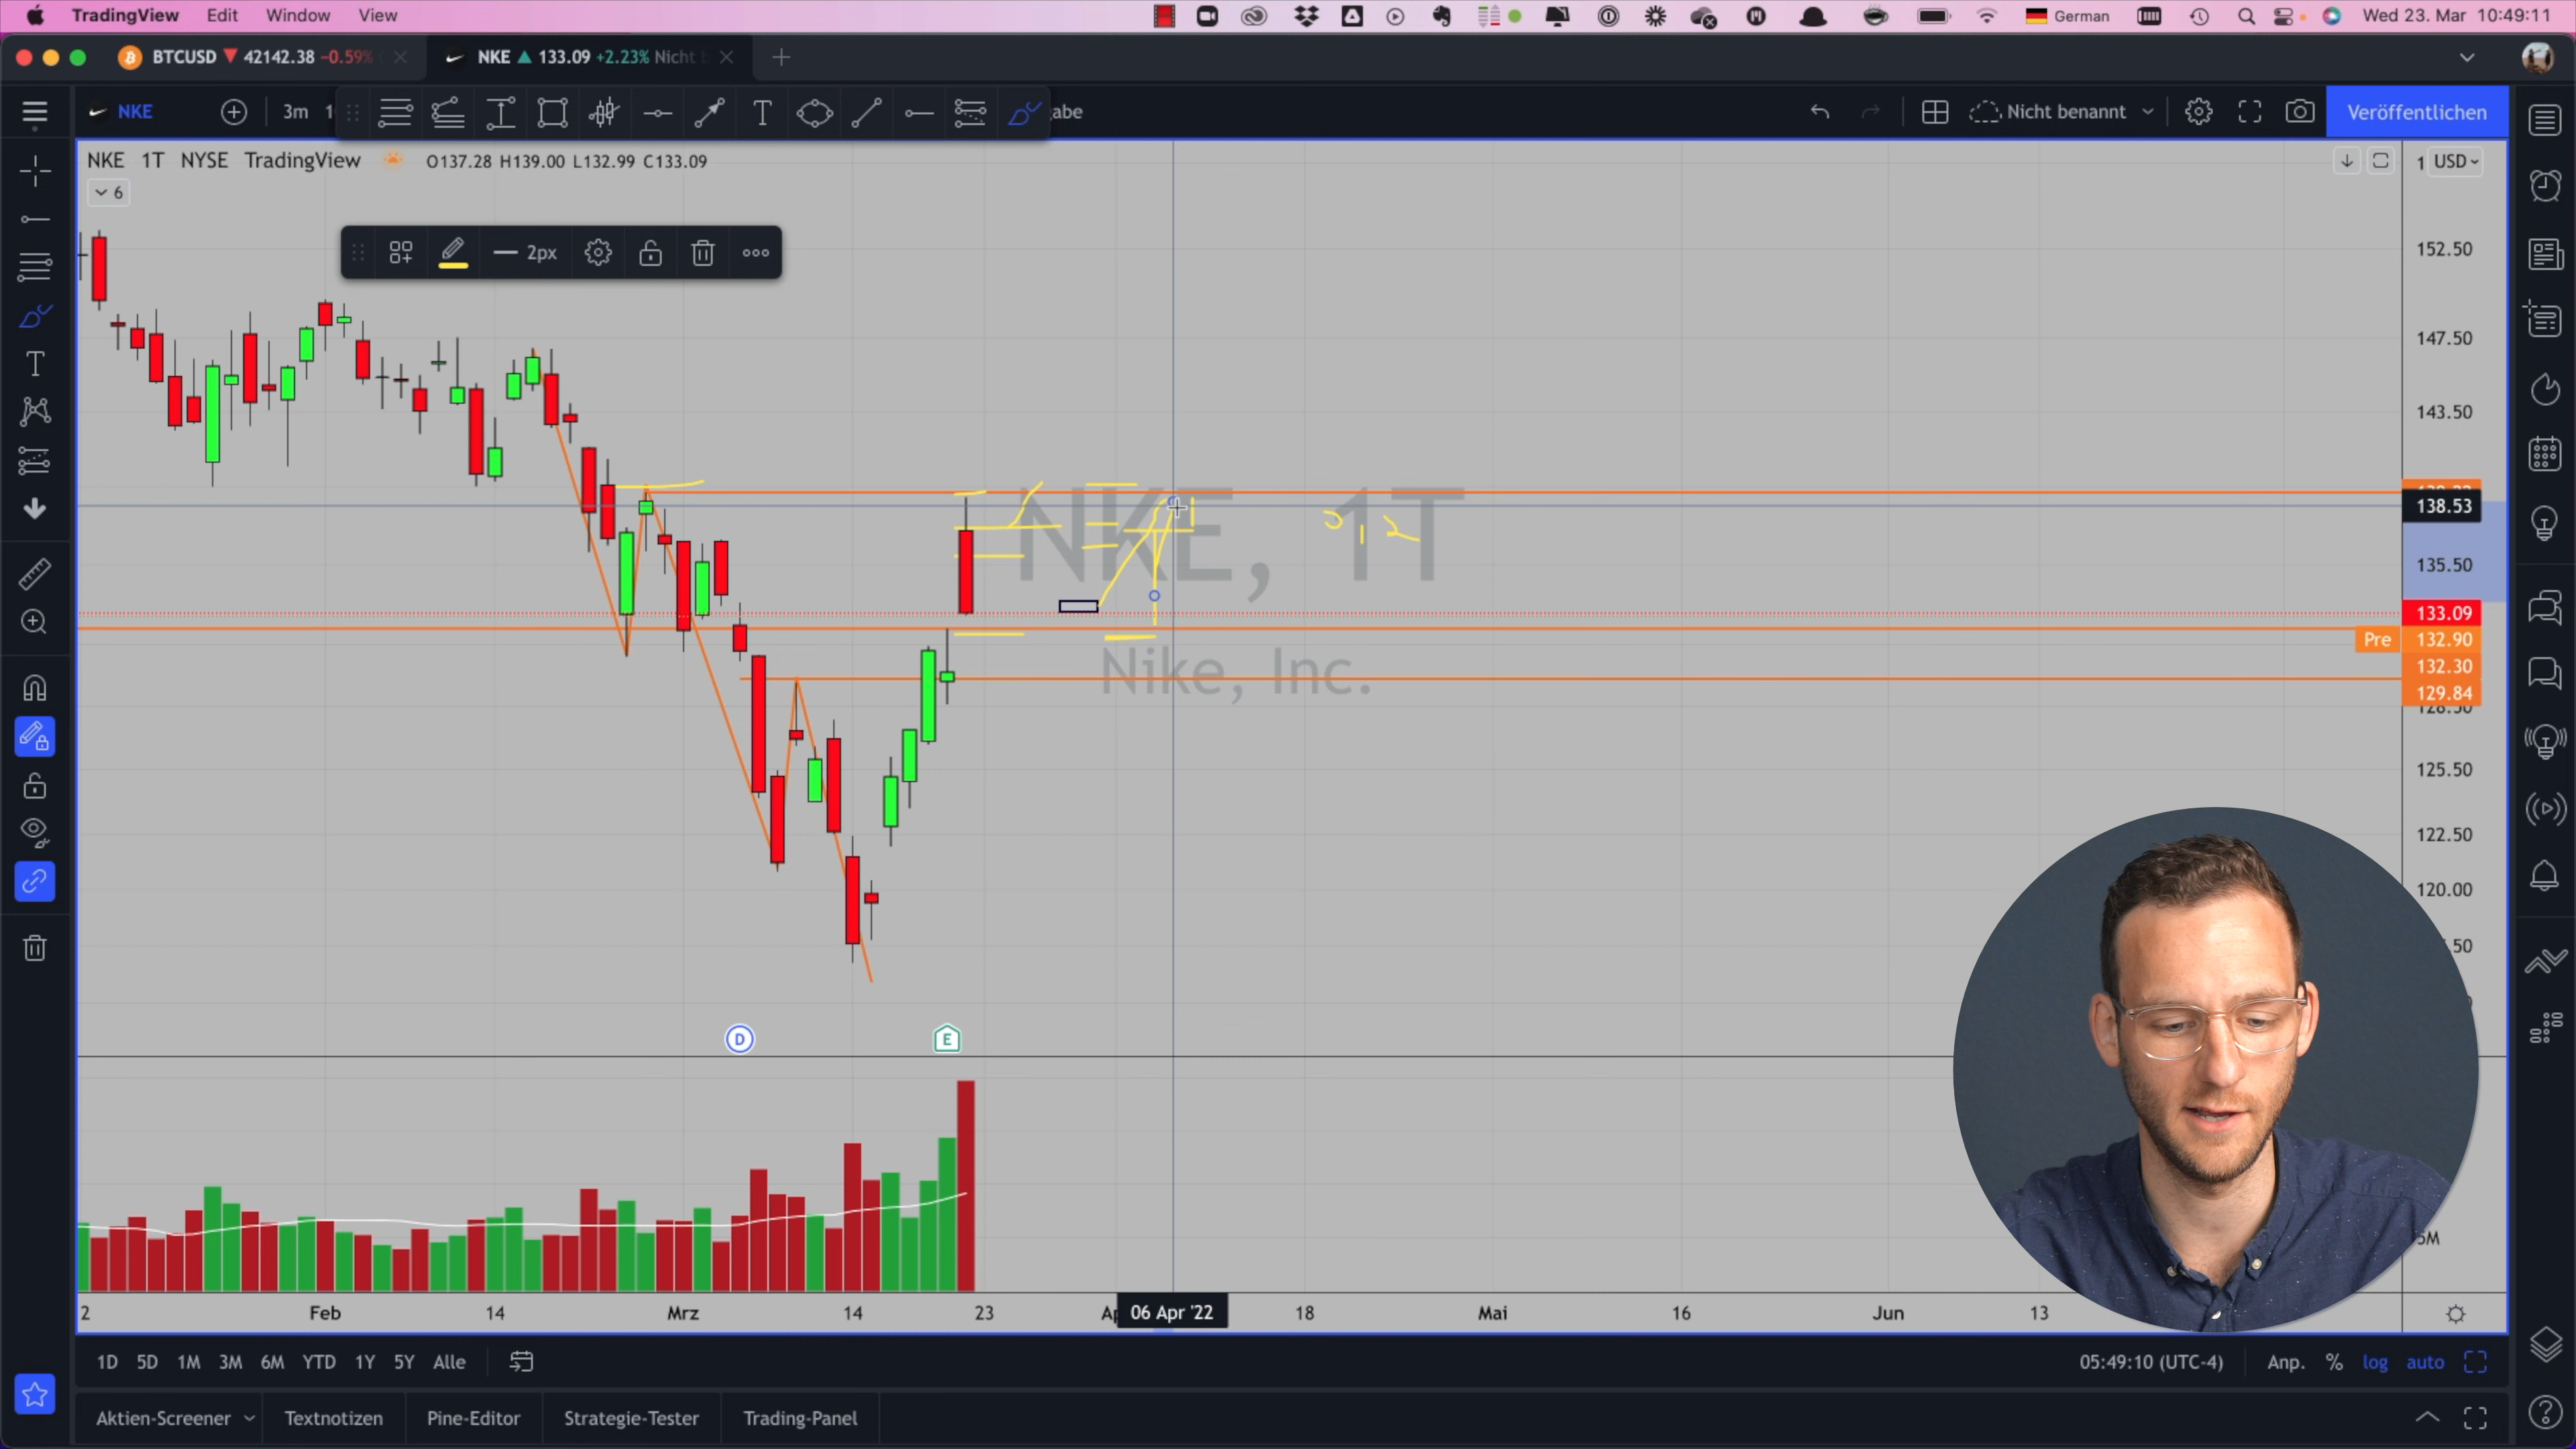 TradingView Edit Window View German Wed 23. Mar 10:49:11
BTCUSD 42142.38 -0.59% NKE 133.09 +2.23% Nicht
NKE 3m abe Nicht benannt Veröffentlichen
NKE 1T NYSE TradingView O137.28 H139.00 L132.99 C133.09
1 USD
6
2px
152.50
147.50
143.50
138.53
135.50
133.09
Pre 132.90
132.30
129.84
125.50
122.50
120.00
50
NKE, 1T
Nike, Inc.
D E
5M
2 Feb 14 Mrz 14 23 06 Apr '22 18 Mai 16 Jun 13
1D 5D 1M 3M 6M YTD 1Y 5Y Alle 05:49:10 (UTC-4) Anp. % log auto
Aktien-Screener Textnotizen Pine-Editor Strategie-Tester Trading-Panel